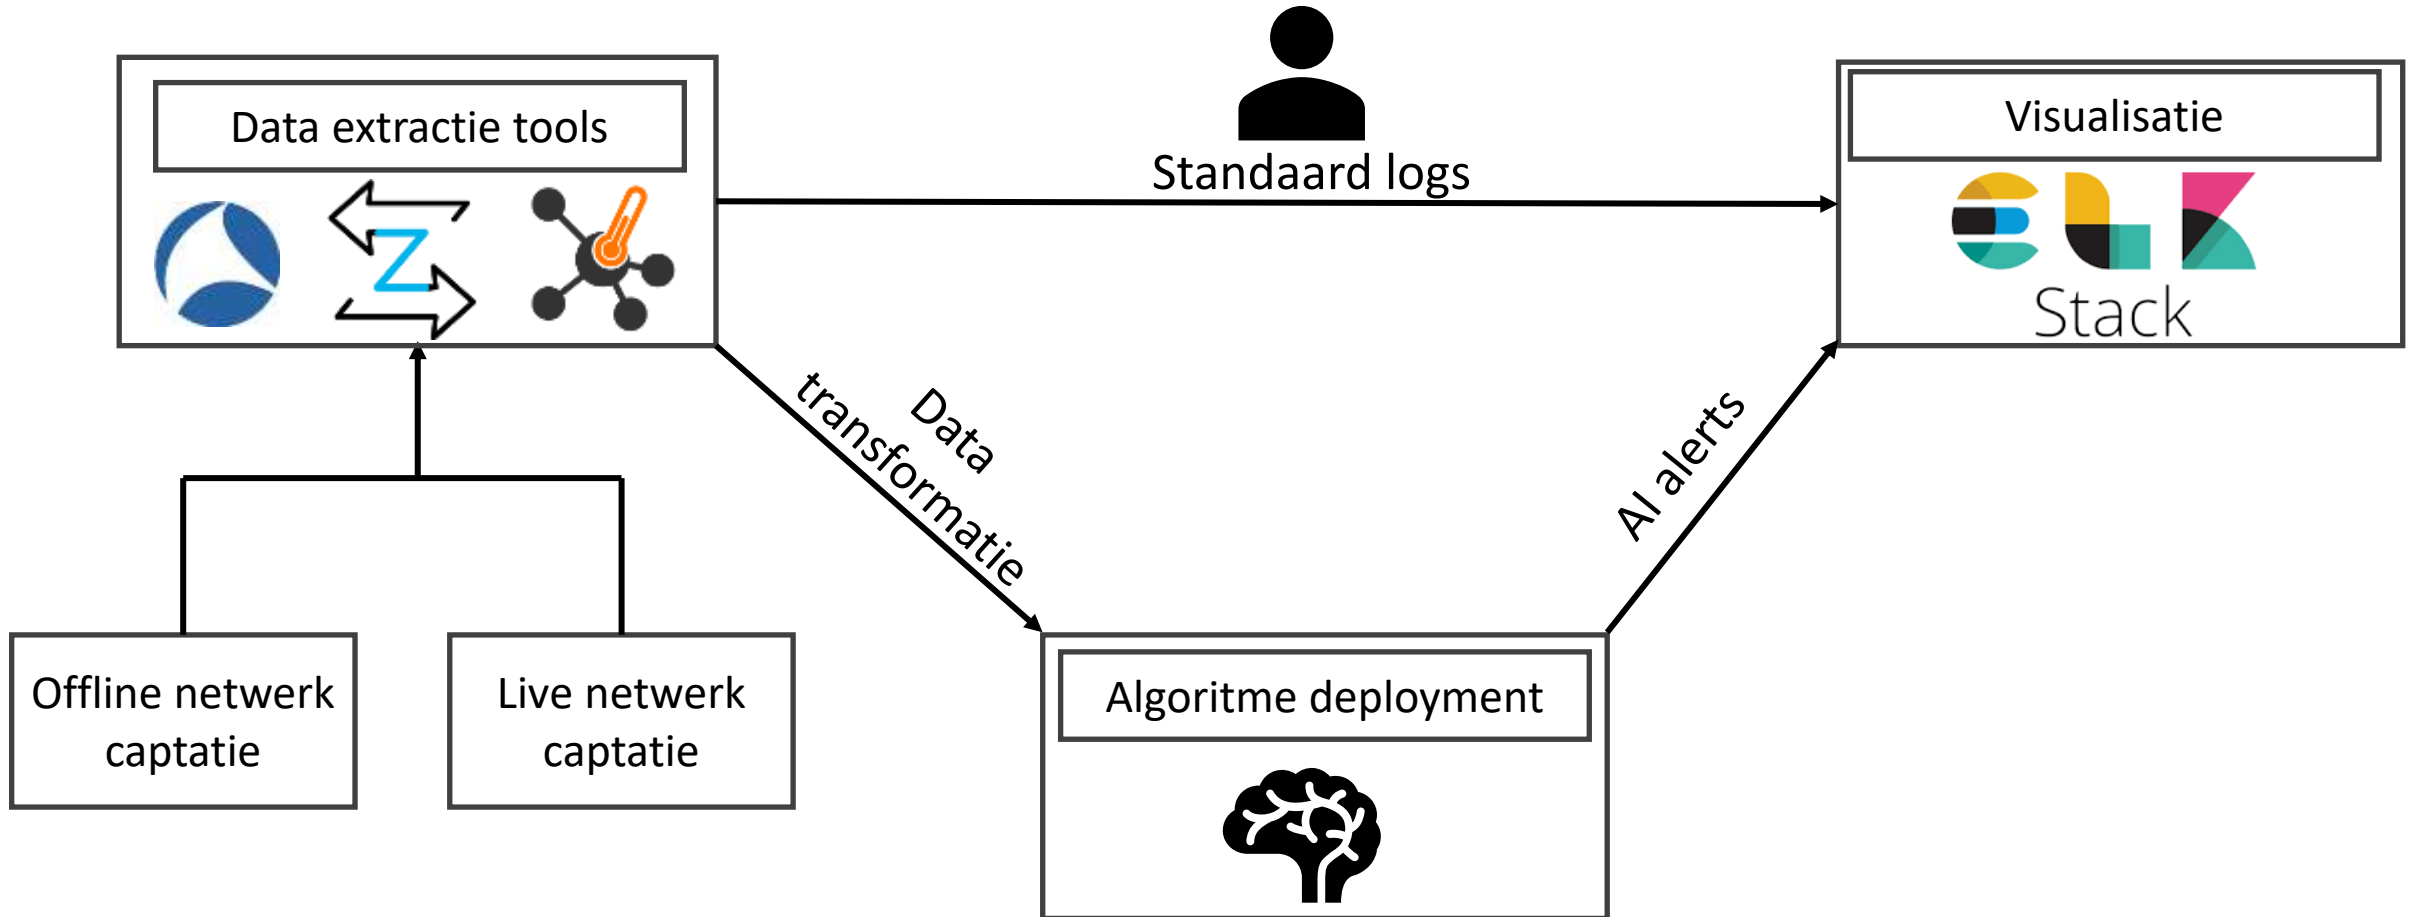 Data extractie tools
Z
Standaard logs
Visualisatie
ELK
Stack
Data
transformatie
AI alerts
Offline netwerk
captatie
Live netwerk
captatie
Algoritme deployment